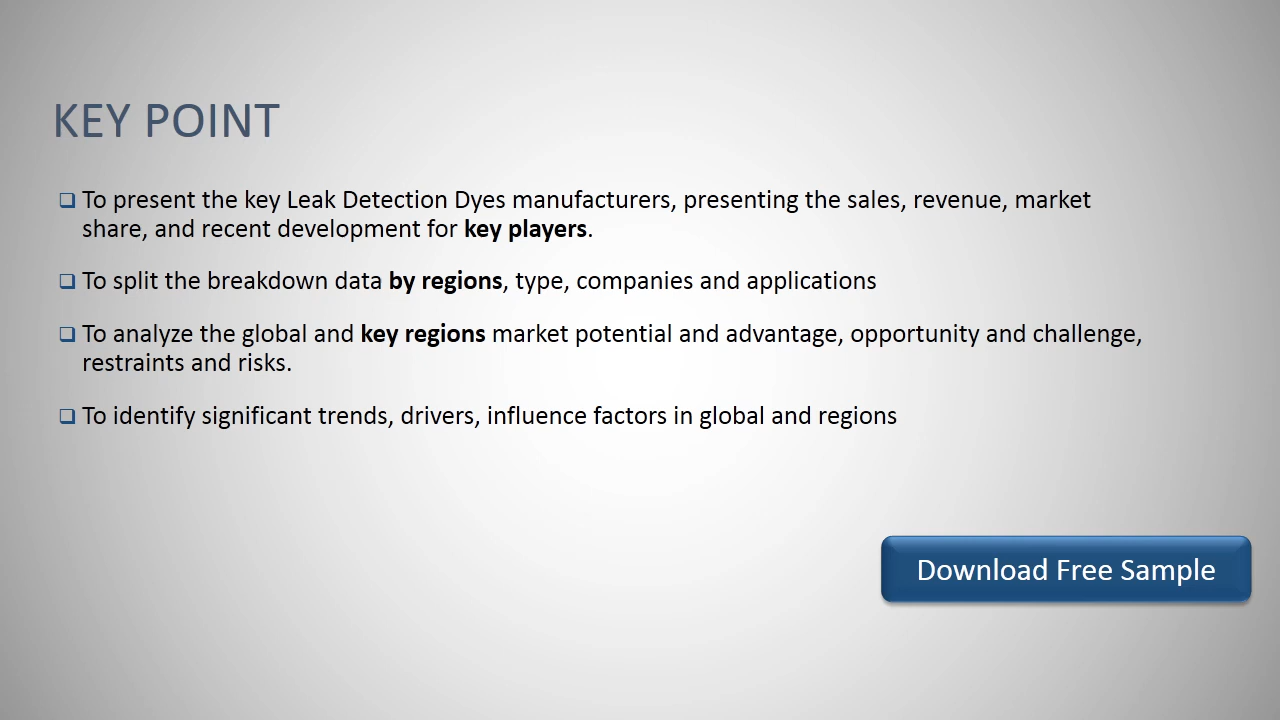 KEY POINT
To present the key Leak Detection Dyes manufacturers, presenting the sales, revenue, market
share, and recent development for key players.
To split the breakdown data by regions, type, companies and applications
To analyze the global and key regions market potential and advantage, opportunity and challenge,
restraints and risks.
To identify significant trends, drivers, influence factors in global and regions
Download Free Sample